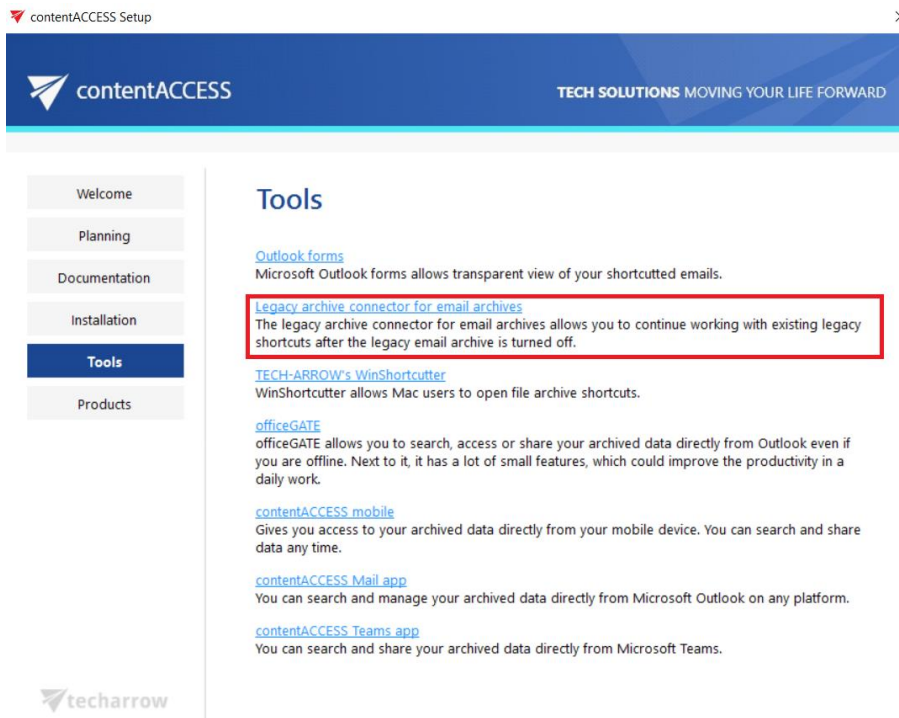 contentACCESS Setup
contentACCESS
TECH SOLUTIONS MOVING YOUR LIFE FORWARD
Welcome
Planning
Documentation
Installation
Tools
Products
Tools
Outlook forms
Microsoft Outlook forms allows transparent view of your shortcutted emails.
Legacy archive connector for email archives
The legacy archive connector for email archives allows you to continue working with existing legacy
shortcuts after the legacy email archive is turned off.
TECH-ARROW's WinShortcutter
WinShortcutter allows Mac users to open file archive shortcuts.
officeGATE
officeGATE allows you to search, access or share your archived data directly from Outlook even if
you are offline. Next to it, it has a lot of small features, which could improve the productivity in a
daily work.
contentACCESS mobile
Gives you access to your archived data directly from your mobile device. You can search and share
data any time.
contentACCESS Mail app
You can search and manage your archived data directly from Microsoft Outlook on any platform.
contentACCESS Teams app
You can search and share your archived data directly from Microsoft Teams.
techarrow